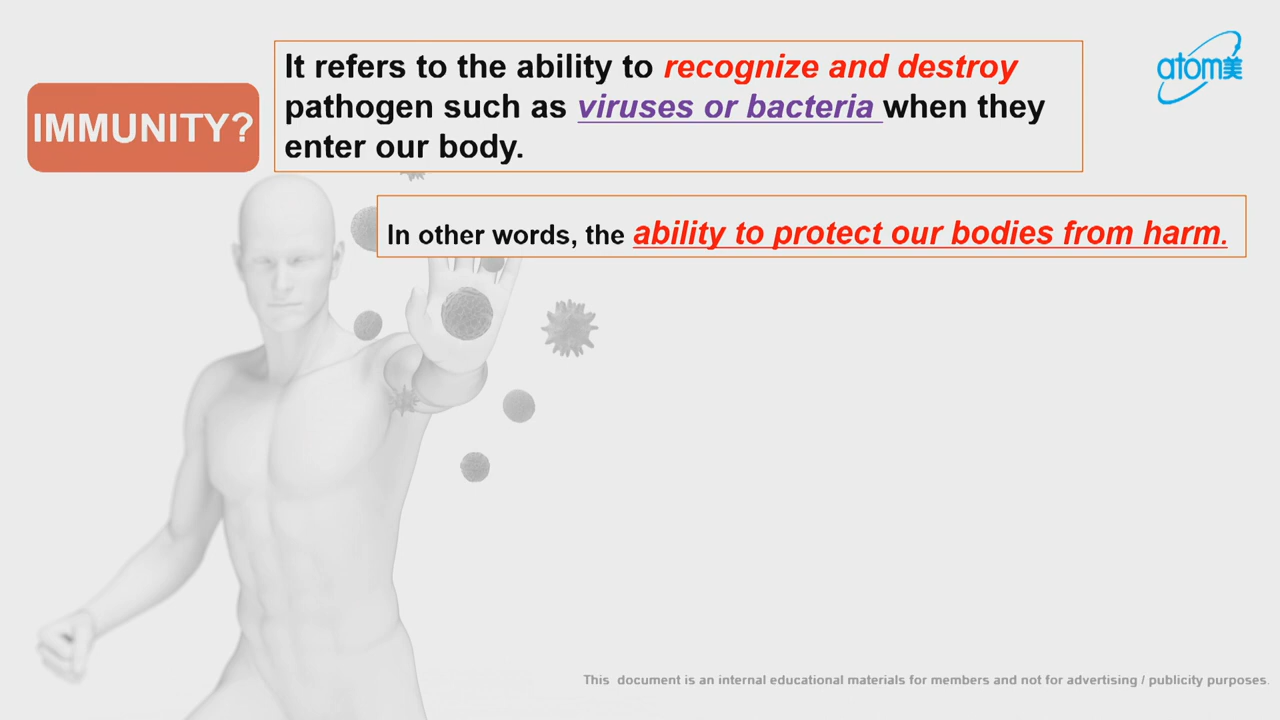 IMMUNITY?
It refers to the ability to recognize and destroy
pathogen such as viruses or bacteria when they
enter our body.
atom美
In other words, the ability to protect our bodies from harm.
This document is an internal educational materials for members and not for advertising / publicity purposes.